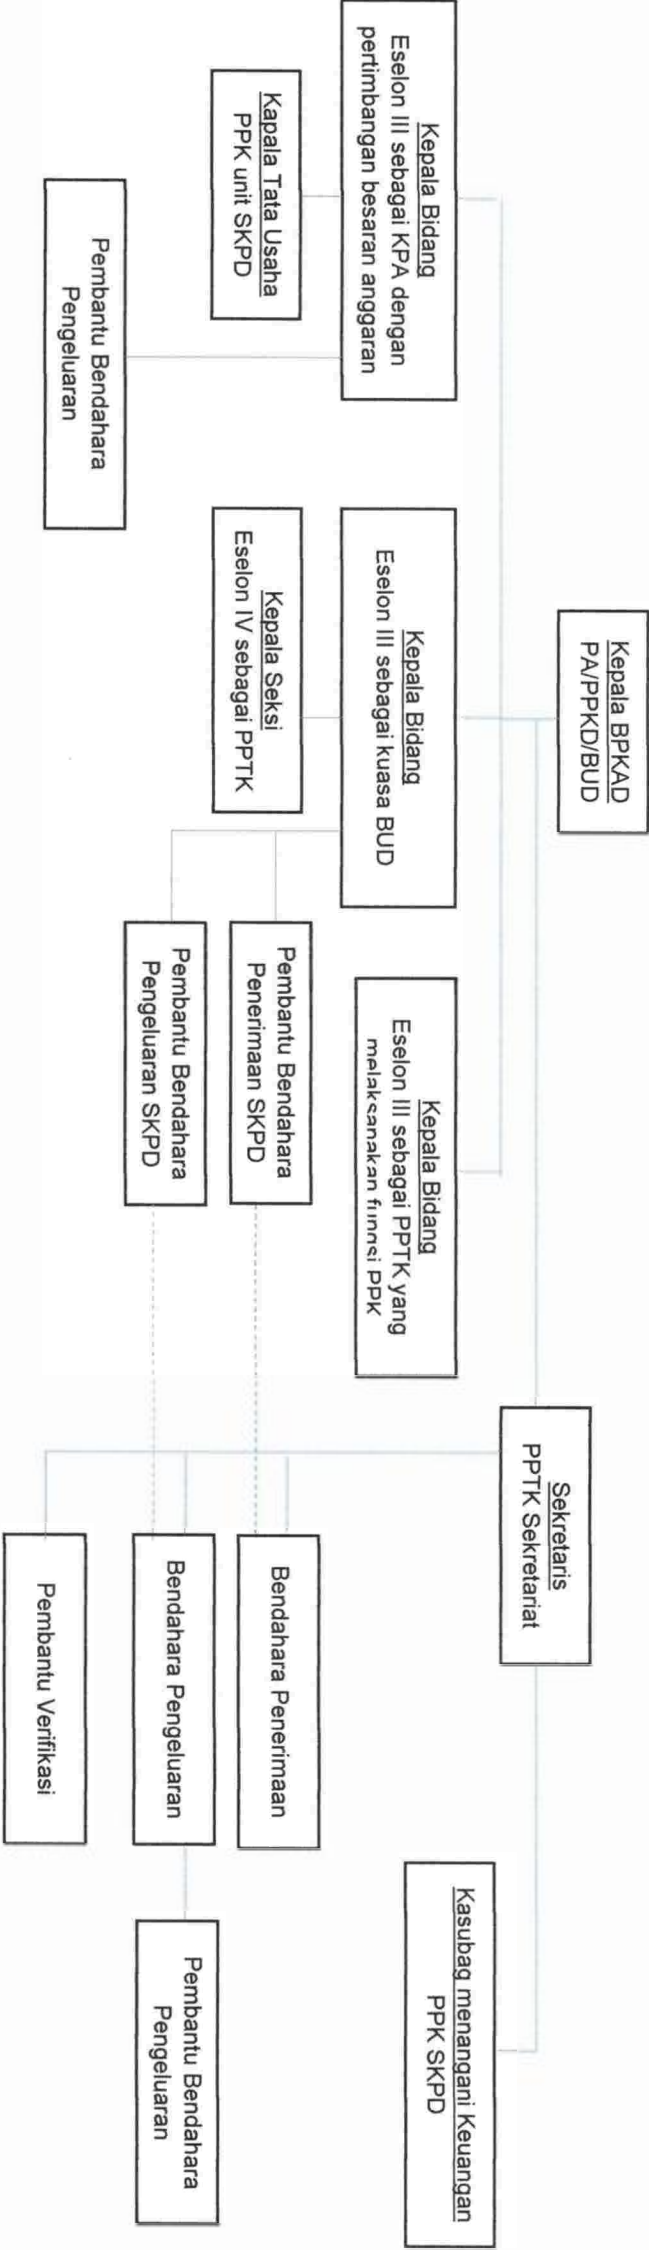 Kepala BPKAD
PA/PPKD/BUD
Sekretaris
PPTK Sekretariat
Kasubag menangani Keuangan
PPK SKPD
Kepala Bidang
Eselon III sebagai KPA dengan
pertimbangan besaran anggaran
Kepala Bidang
Eselon III sebagai kuasa BUD
Kepala Bidang
Eselon III sebagai PPTK yang
melaksanakan fungsi PPK
Kapala Tata Usaha
PPK unit SKPD
Kepala Seksi
Eselon IV sebagai PPTK
Pembantu Bendahara
Penerimaan SKPD
Bendahara Penerimaan
Pembantu Bendahara
Pengeluaran
Pembantu Bendahara
Pengeluaran SKPD
Bendahara Pengeluaran
Pembantu Bendahara
Pengeluaran
Pembantu Verifikasi